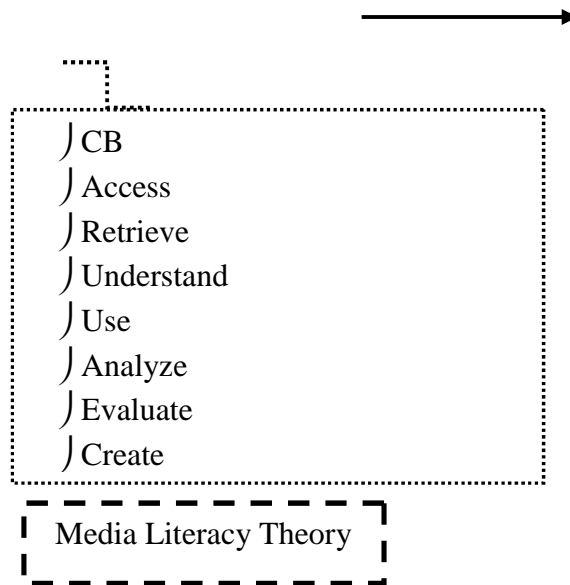 CB
Access
Retrieve
Understand
Use
Analyze
Evaluate
Create
Media Literacy Theory